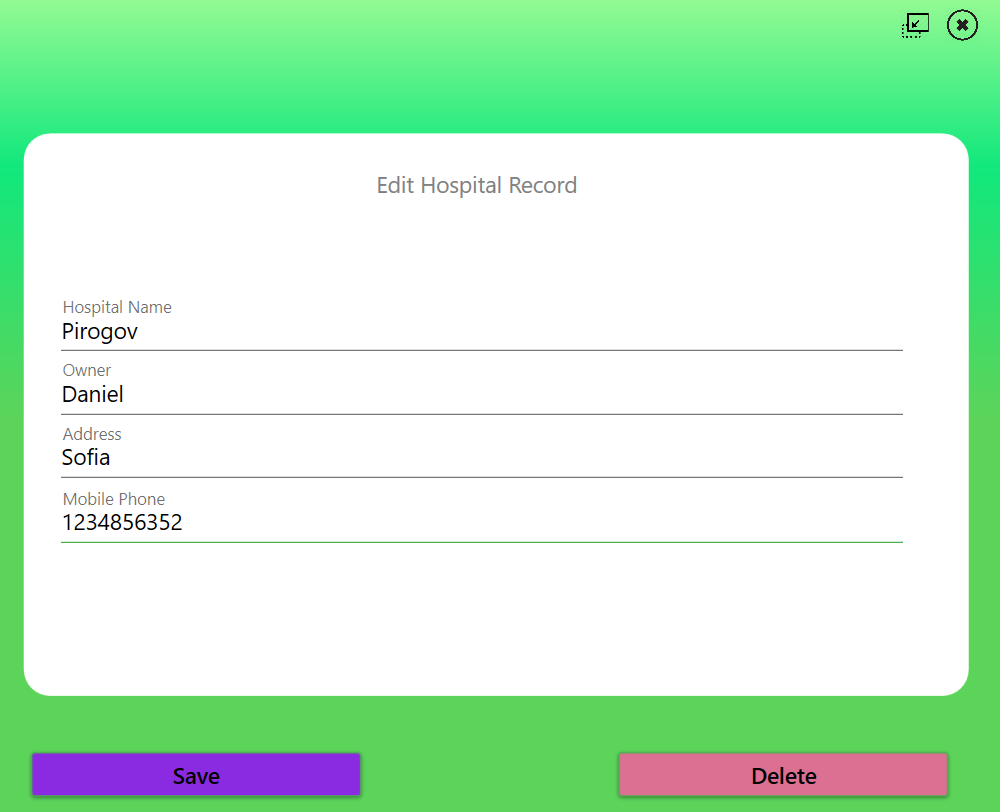 Edit Hospital Record
Hospital Name
Pirogov
Owner
Daniel
Address
Sofia
Mobile Phone
1234856352
Save
Delete